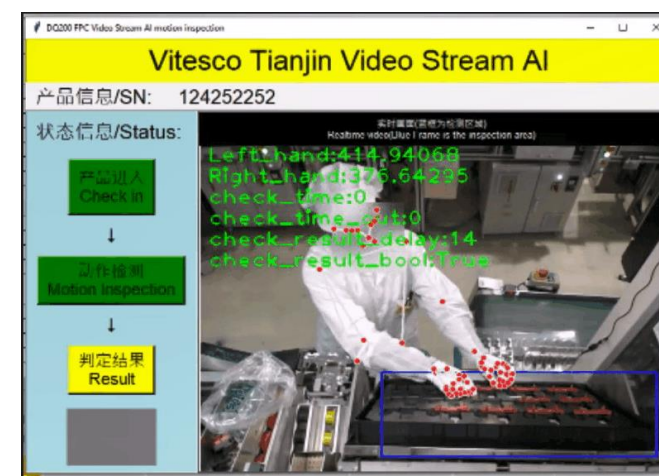 DQ200 FPC Video Stream AI motion inspection
Vitesco Tianjin Video Stream AI
产品信息/SN: 124252252
状态信息/Status:
产品进入
Check in
↓
动作检测
Motion inspection
↓
判定结果
Result
实时画面(蓝框为检测区域)
Realtime video(Blue Frame is the inspection area)
Left_hand:414.94068
Right_hand:376.64295
check_time:0
check_time_out:0
check_result_delay:14
check_result_bool:True